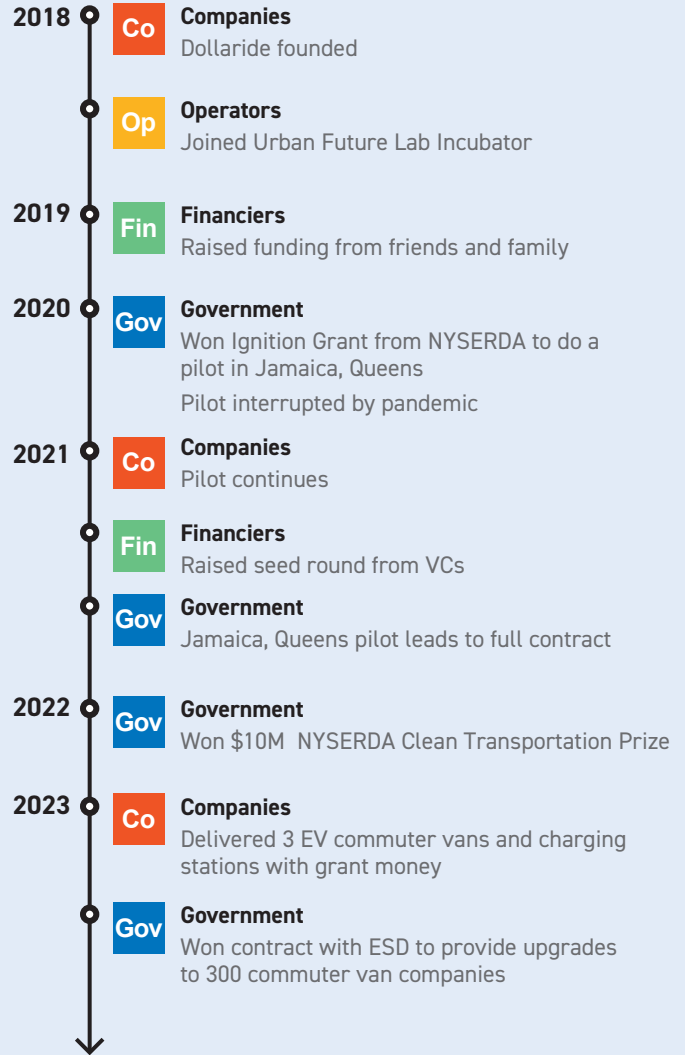 2018
Co
Companies
Dollaride founded
Op
Operators
Joined Urban Future Lab Incubator
2019
Fin
Financiers
Raised funding from friends and family
2020
Gov
Government
Won Ignition Grant from NYSERDA to do a
pilot in Jamaica, Queens
Pilot interrupted by pandemic
2021
Co
Companies
Pilot continues
Fin
Financiers
Raised seed round from VCs
Gov
Government
Jamaica, Queens pilot leads to full contract
2022
Gov
Government
Won $10M  NYSERDA Clean Transportation Prize
2023
Co
Companies
Delivered 3 EV commuter vans and charging
stations with grant money
Gov
Government
Won contract with ESD to provide upgrades
to 300 commuter van companies